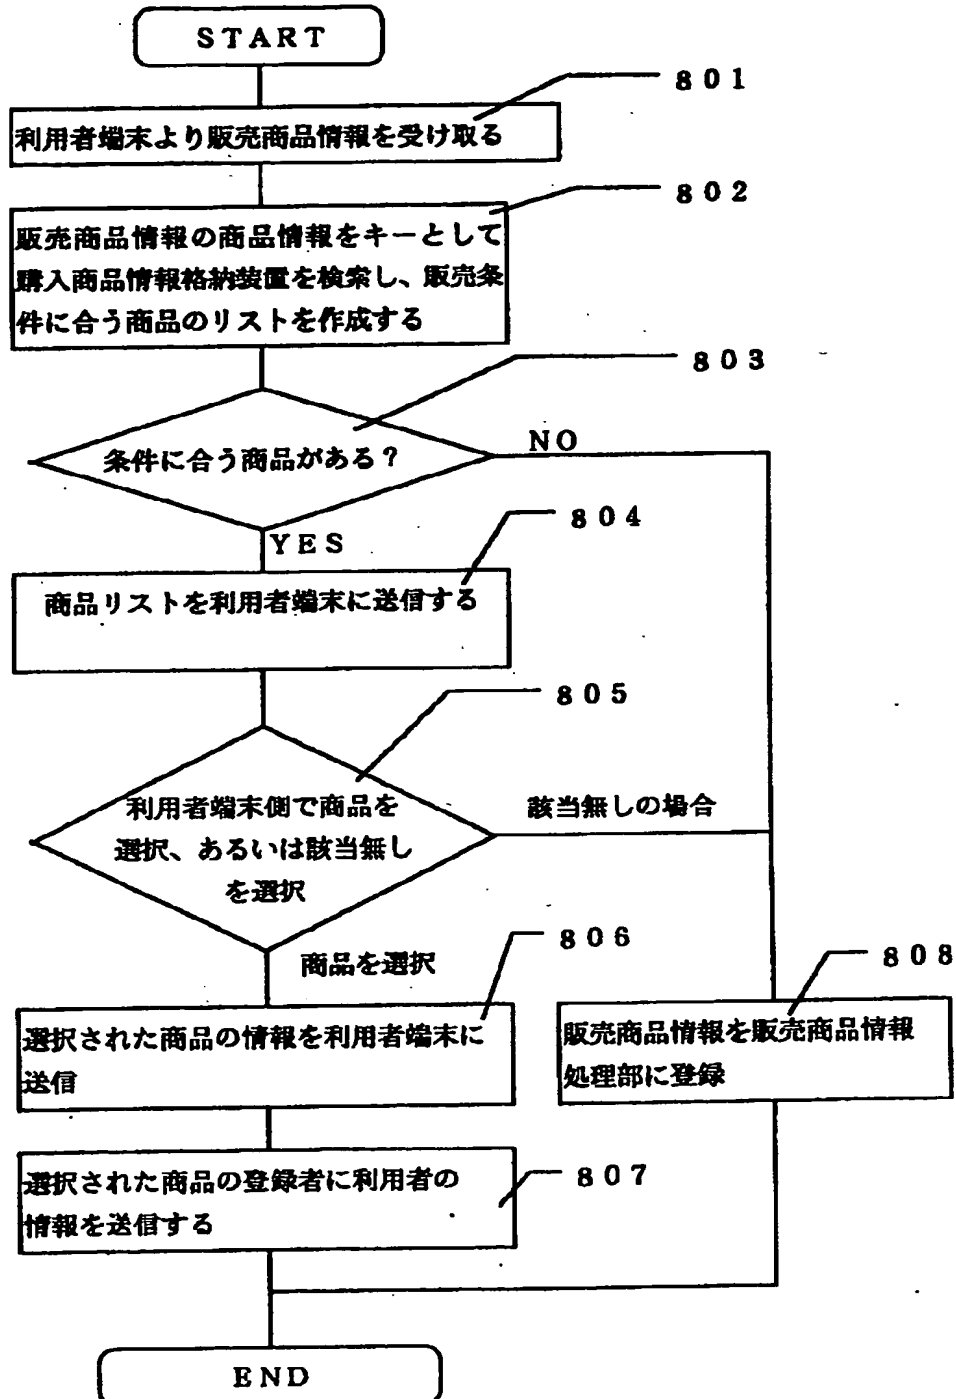 START
801
利用者端末より販売商品情報を受け取る
802
販売商品情報の商品情報をキーとして
購入商品情報格納装置を検索し、販売条
件に合う商品のリストを作成する
803
条件に合う商品がある?
NO
YES
804
商品リストを利用者端末に送信する
805
利用者端末側で商品を
選択、あるいは該当無し
を選択
該当無しの場合
商品を選択
806
選択された商品の情報を利用者端末に
送信
808
販売商品情報を販売商品情報
処理部に登録
807
選択された商品の登録者に利用者の
情報を送信する
END